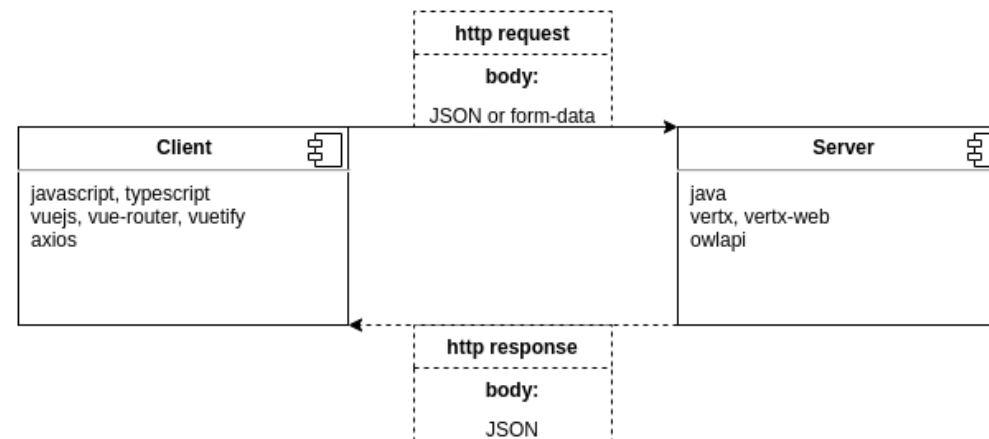 http request
body:
JSON or form-data
Client
javascript, typescript
vuejs, vue-router, vuetify
axios
Server
java
vertx, vertx-web
owlapi
http response
body:
JSON